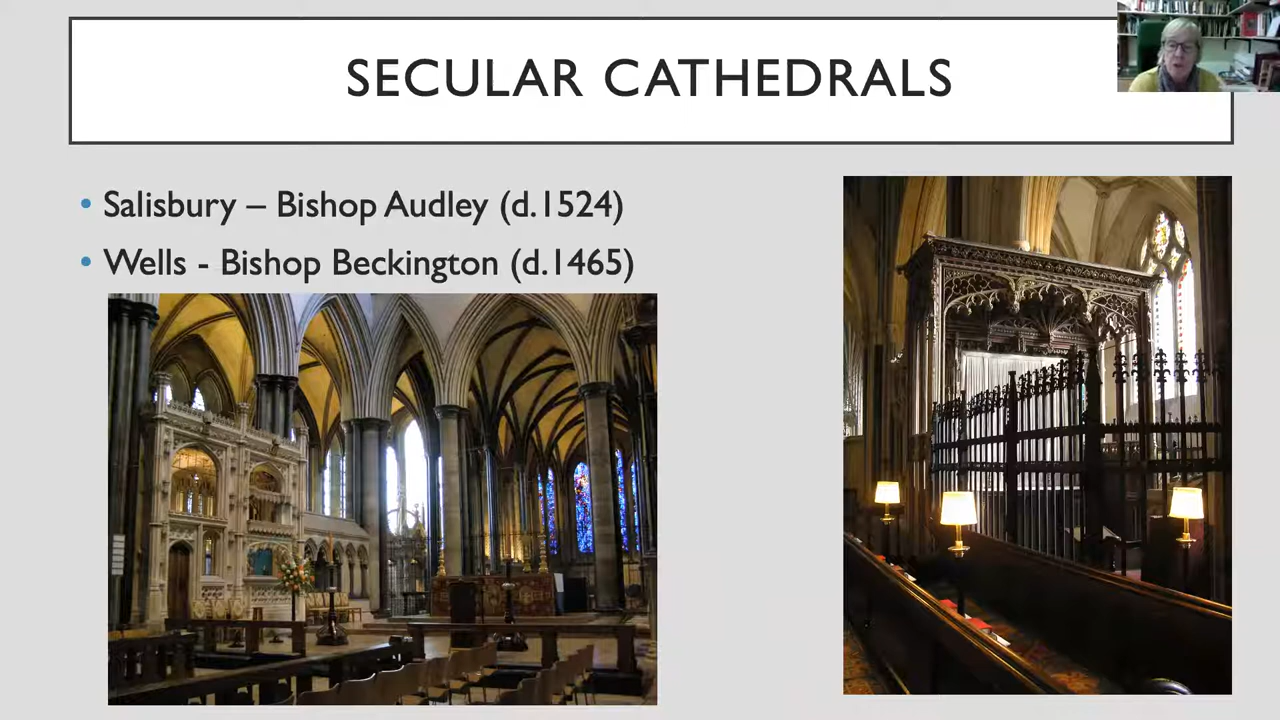 SECULAR CATHEDRALS
• Salisbury – Bishop Audley (d.1524)
• Wells - Bishop Beckington (d.1465)